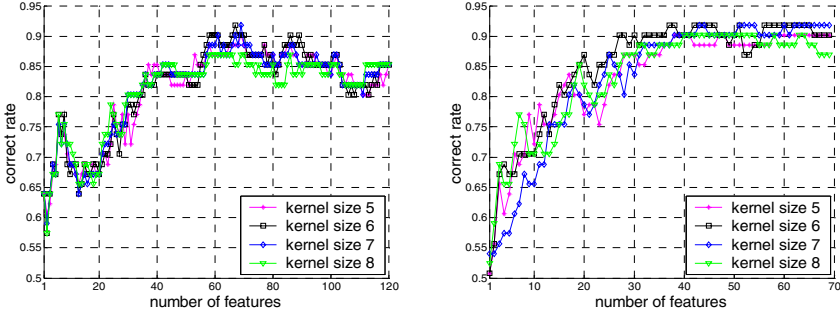 0.95
0.9
0.85
0.8
0.75
0.7
0.65
0.6
0.55
0.5
correct rate
1 20 40 60 80 100 120
number of features
kernel size 5
kernel size 6
kernel size 7
kernel size 8
0.95
0.9
0.85
0.8
0.75
0.7
0.65
0.6
0.55
0.5
correct rate
1 10 20 30 40 50 60 70
number of features
kernel size 5
kernel size 6
kernel size 7
kernel size 8